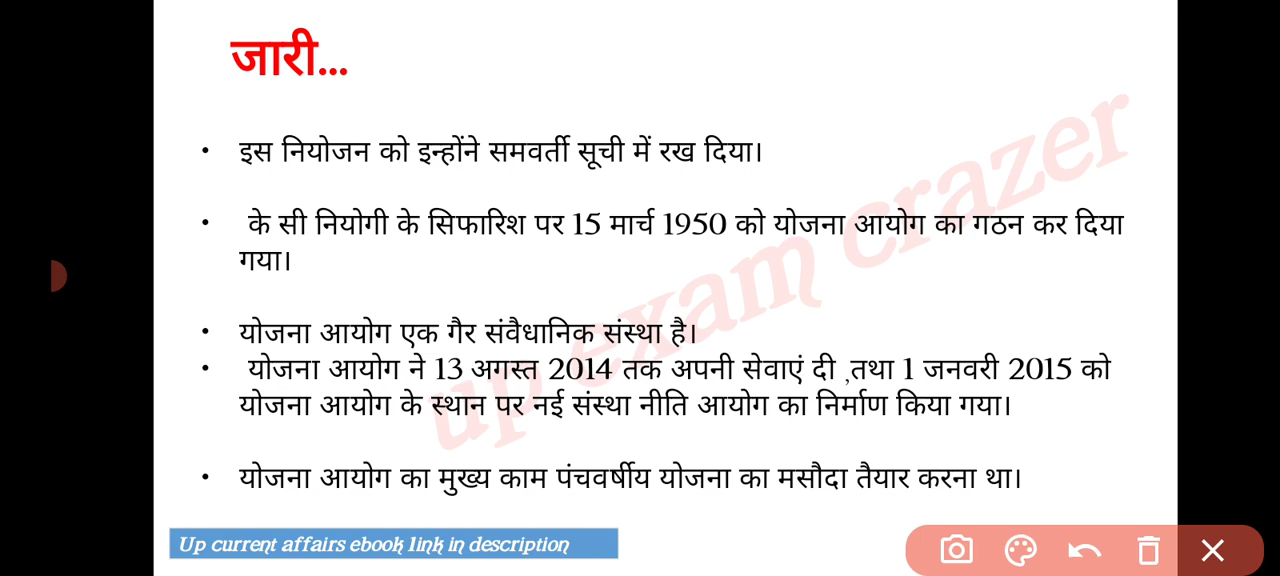 जारी...
• इस नियोजन को इन्होंने समवर्ती सूची में रख दिया।
• के सी नियोगी के सिफारिश पर 15 मार्च 1950 को योजना आयोग का गठन कर दिया
गया।
• योजना आयोग एक गैर संवैधानिक संस्था है।
• योजना आयोग ने 13 अगस्त 2014 तक अपनी सेवाएं दी ,तथा 1 जनवरी 2015 को
योजना आयोग के स्थान पर नई संस्था नीति आयोग का निर्माण किया गया।
• योजना आयोग का मुख्य काम पंचवर्षीय योजना का मसौदा तैयार करना था।
up exam crazer
Up current affairs ebook link in description